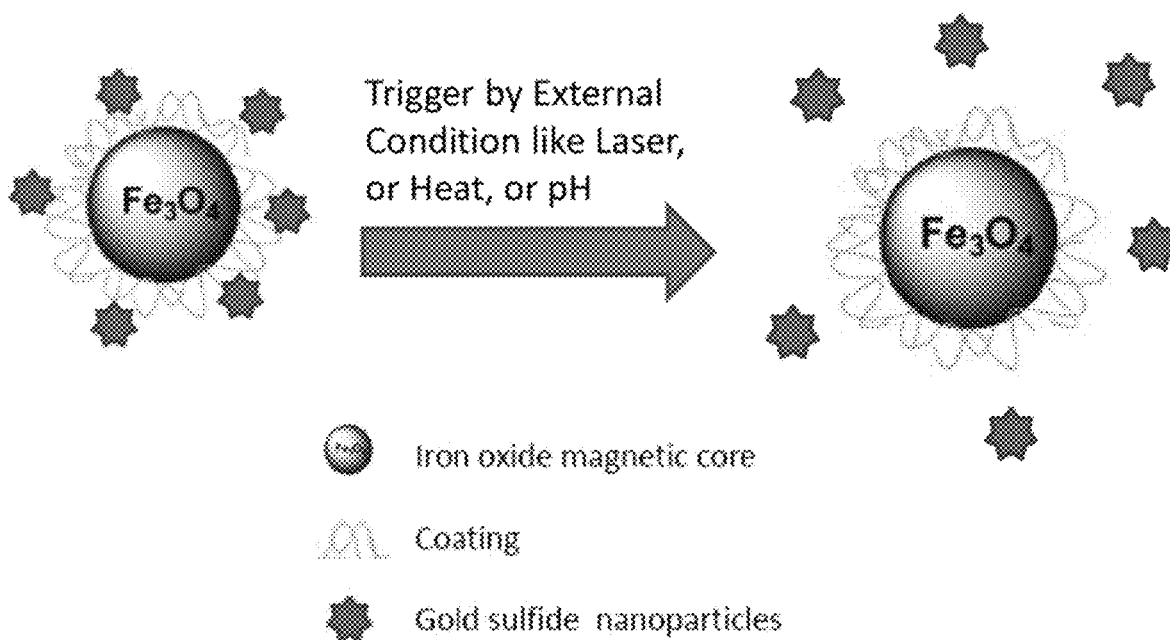 Trigger by External
Condition like Laser,
or Heat, or pH
Fe₃O₄
Fe₃O₄
Iron oxide magnetic core
Coating
Gold sulfide nanoparticles